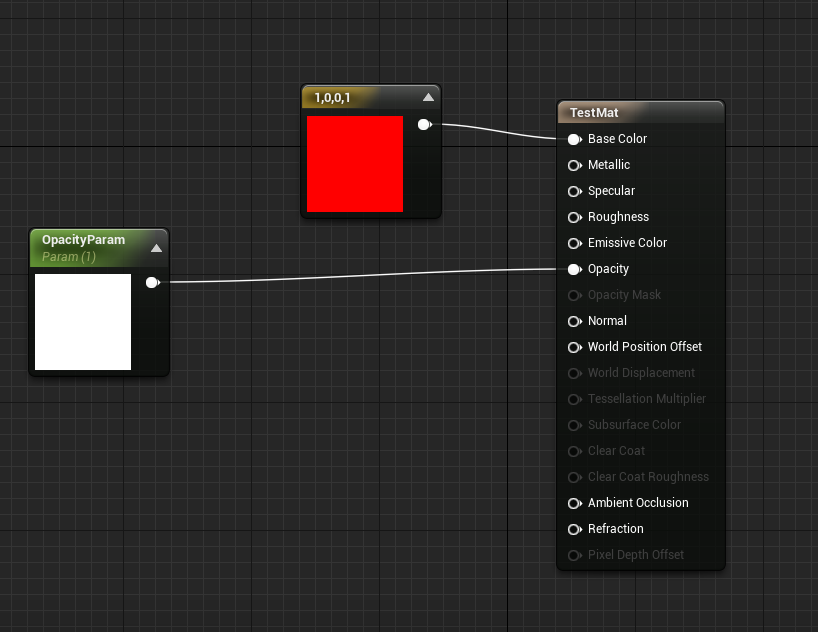 1,0,0,1
OpacityParam
Param (1)
TestMat
Base Color
Metallic
Specular
Roughness
Emissive Color
Opacity
Opacity Mask
Normal
World Position Offset
World Displacement
Tessellation Multiplier
Subsurface Color
Clear Coat
Clear Coat Roughness
Ambient Occlusion
Refraction
Pixel Depth Offset